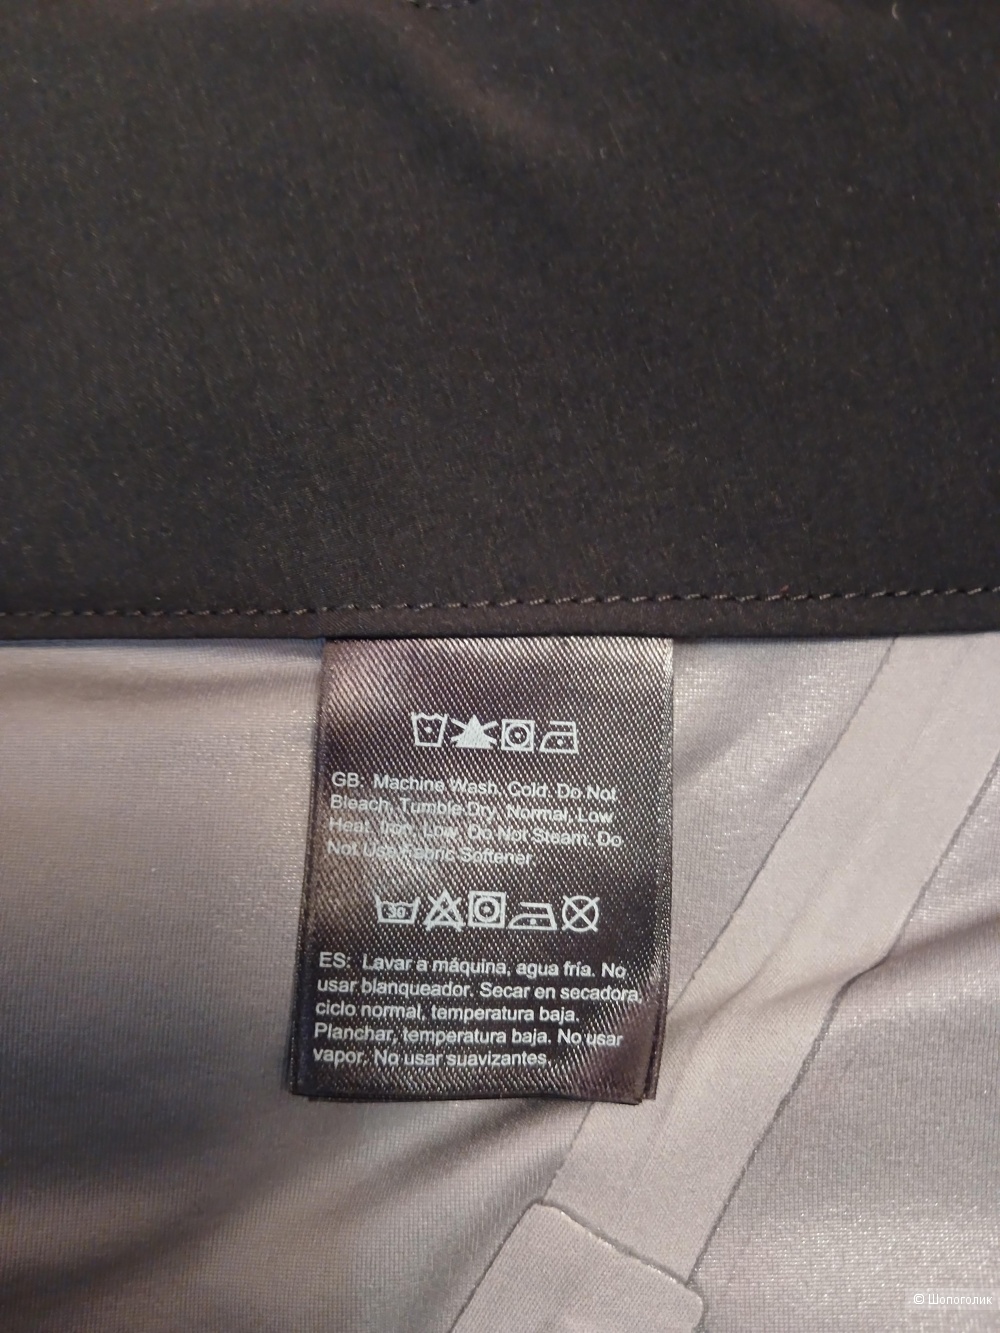 GB: Machine Wash, Cold. Do Not
Bleach. Tumble Dry, Normal, Low
Heat. Iron, Low. Do Not Steam. Do
Not Use Fabric Softener.
30
ES: Lavar a máquina, agua fría. No
usar blanqueador. Secar en secadora,
ciclo normal, temperatura baja.
Planchar, temperatura baja. No usar
vapor. No usar suavizantes.
© Шопоголик